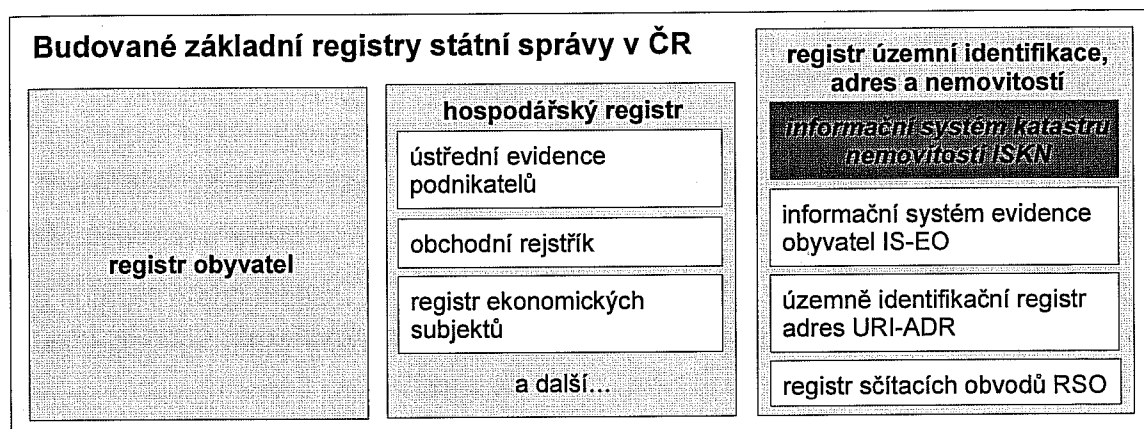 Budované základní registry státní správy v ČR
registr obyvatel
hospodářský registr
ústřední evidence
podnikatelů
obchodní rejstřík
registr ekonomických
subjektů
a další...
registr územní identifikace,
adres a nemovitostí
informační systém katastru
nemovitostí ISKN
informační systém evidence
obyvatel IS-EO
územně identifikační registr
adres URI-ADR
registr sčítacích obvodů RSO